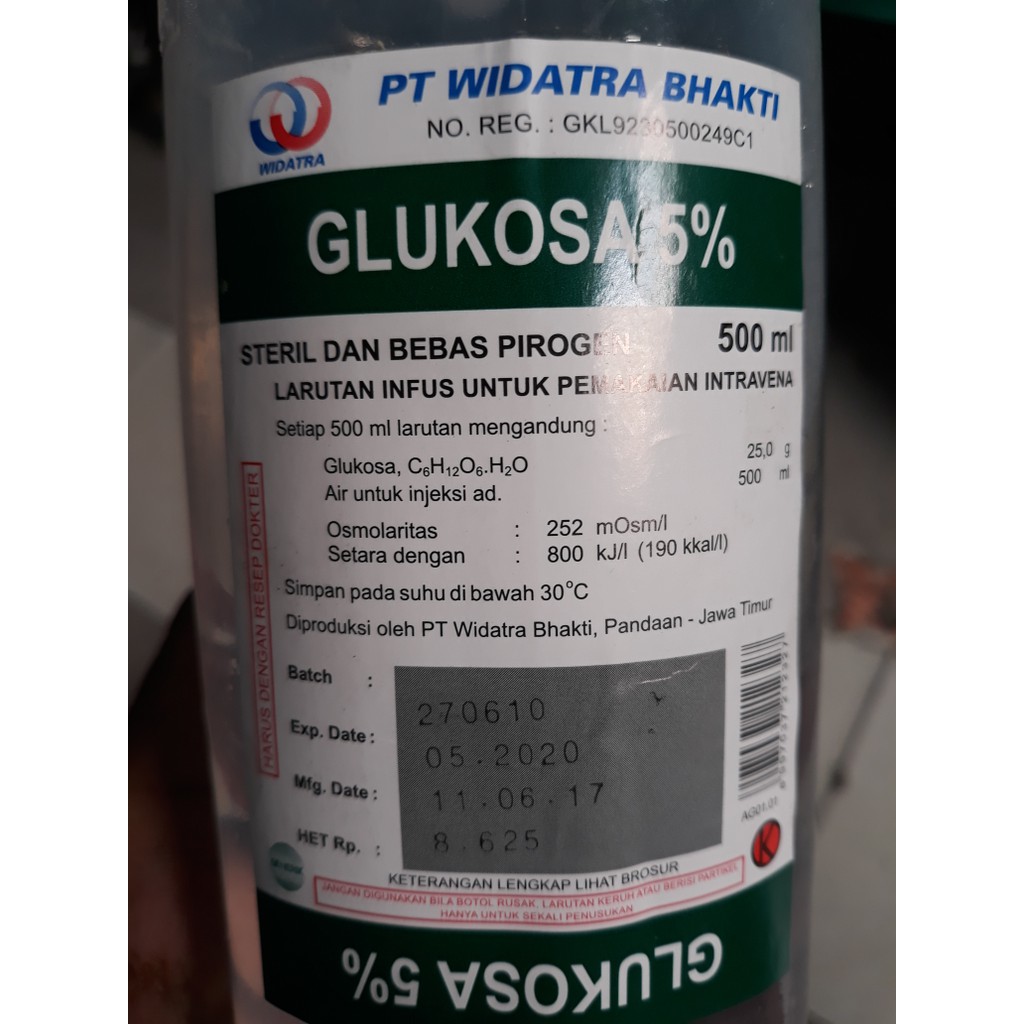 PT WIDATRA BHAKTI
WIDATRA
NO. REG. : GKL9230500249C1
GLUKOSA 5%
STERIL DAN BEBAS PIROGEN 500 ml
LARUTAN INFUS UNTUK PEMAKAIAN INTRAVENA
Setiap 500 ml larutan mengandung :
Glukosa, C₆H₁₂O₆.H₂O 25,0 g
Air untuk injeksi ad. 500 ml
Osmolaritas : 252 mOsm/l
Setara dengan : 800 kJ/l (190 kkal/l)
Simpan pada suhu di bawah 30°C
Diproduksi oleh PT Widatra Bhakti, Pandaan - Jawa Timur
HARUS DENGAN RESEP DOKTER
Batch : 270610
Exp. Date : 05.2020
Mfg. Date : 11.06.17
HET Rp. : 8.625
AG01.01
K
KETERANGAN LENGKAP LIHAT BROSUR
JANGAN DIGUNAKAN BILA BOTOL RUSAK, LARUTAN KERUH ATAU BERISI PARTIKEL
HANYA UNTUK SEKALI PENUSUKAN
GLUKOSA 5%